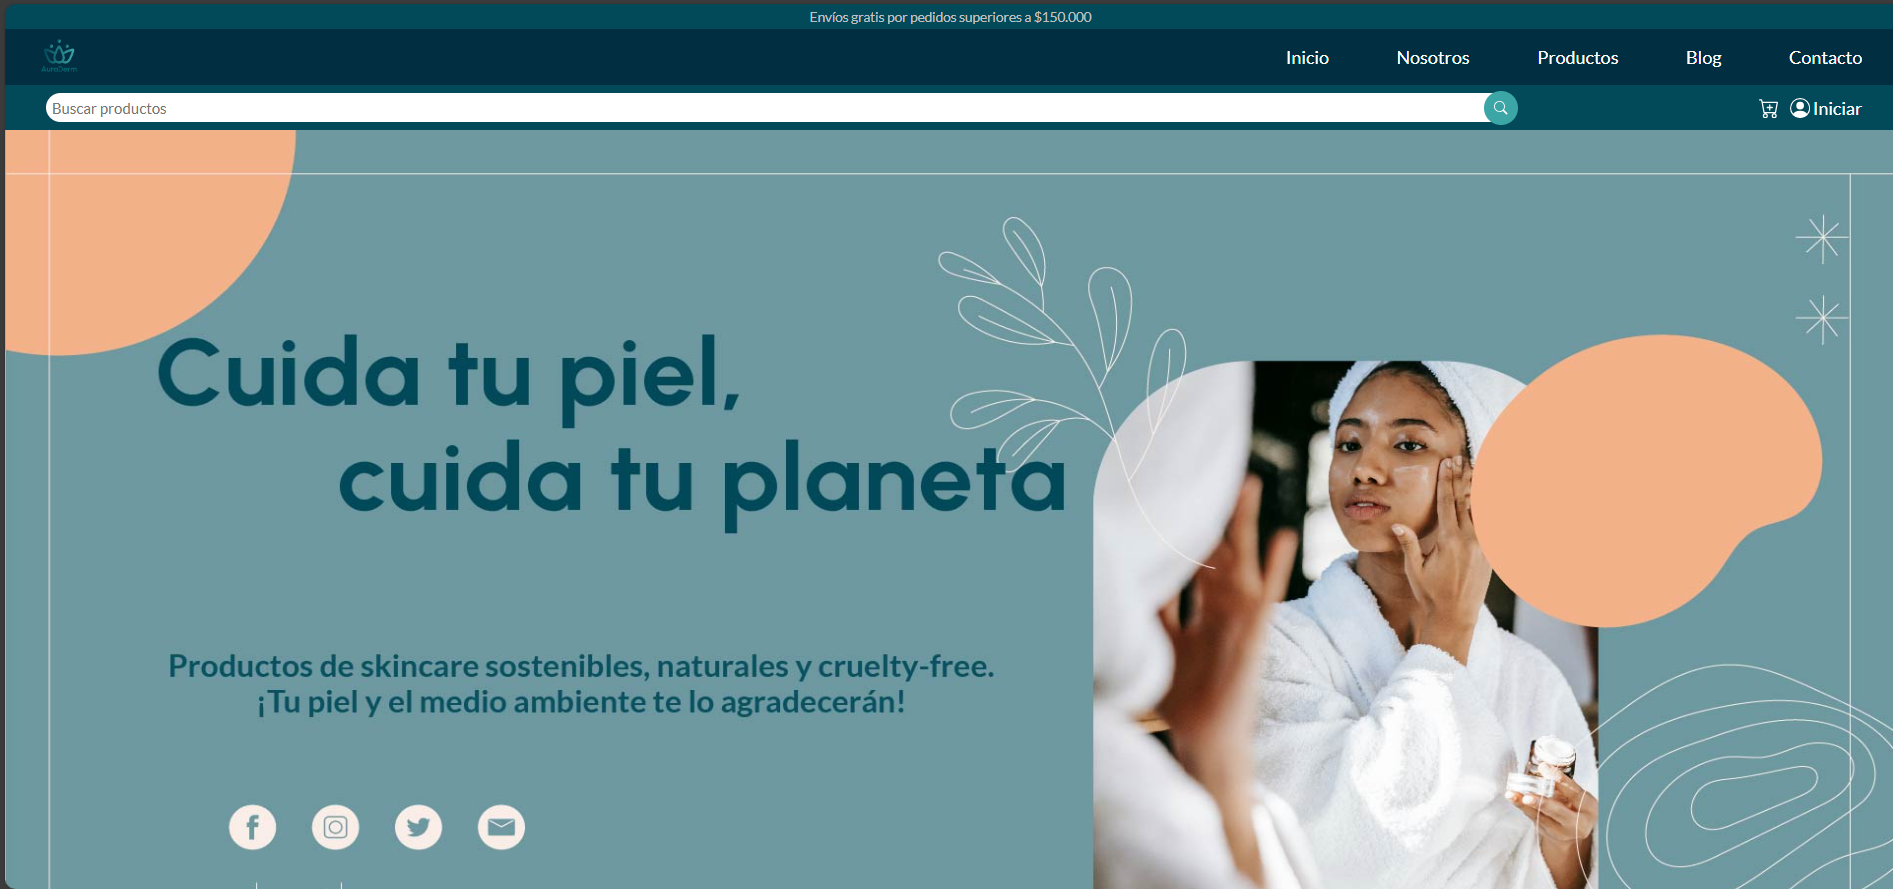 Envíos gratis por pedidos superiores a $150.000
AuraDerm
Inicio
Nosotros
Productos
Blog
Contacto
Buscar productos
Iniciar
Cuida tu piel,
cuida tu planeta
Productos de skincare sostenibles, naturales y cruelty-free.
¡Tu piel y el medio ambiente te lo agradecerán!